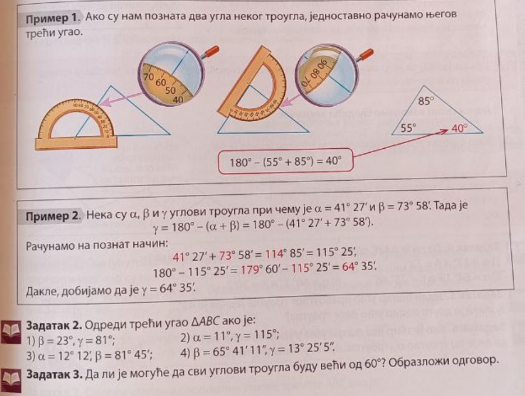 Пример 1. Ако су нам позната два угла неког троугла, једноставно рачунамо његов
трећи угао.
70 60 50 40
90 80 70
85°
55° 40°
180° – (55° + 85°) = 40°
Пример 2. Нека су α, β и γ углови троугла при чему је α = 41° 27′ и β = 73° 58′. Тада је
γ = 180° – (α + β) = 180° – (41° 27′ + 73° 58′).
Рачунамо на познат начин:
41° 27′ + 73° 58′ = 114° 85′ = 115° 25′,
180° – 115° 25′ = 179° 60′ – 115° 25′ = 64° 35′.
Дакле, добијамо да је γ = 64° 35′.
Задатак 2. Одреди трећи угао ΔABC ако је:
1) β = 23°, γ = 81°; 2) α = 11°, γ = 115°;
3) α = 12° 12′, β = 81° 45′; 4) β = 65° 41′ 11″, γ = 13° 25′ 5″.
Задатак 3. Да ли је могуће да сви углови троугла буду већи од 60°? Образложи одговор.